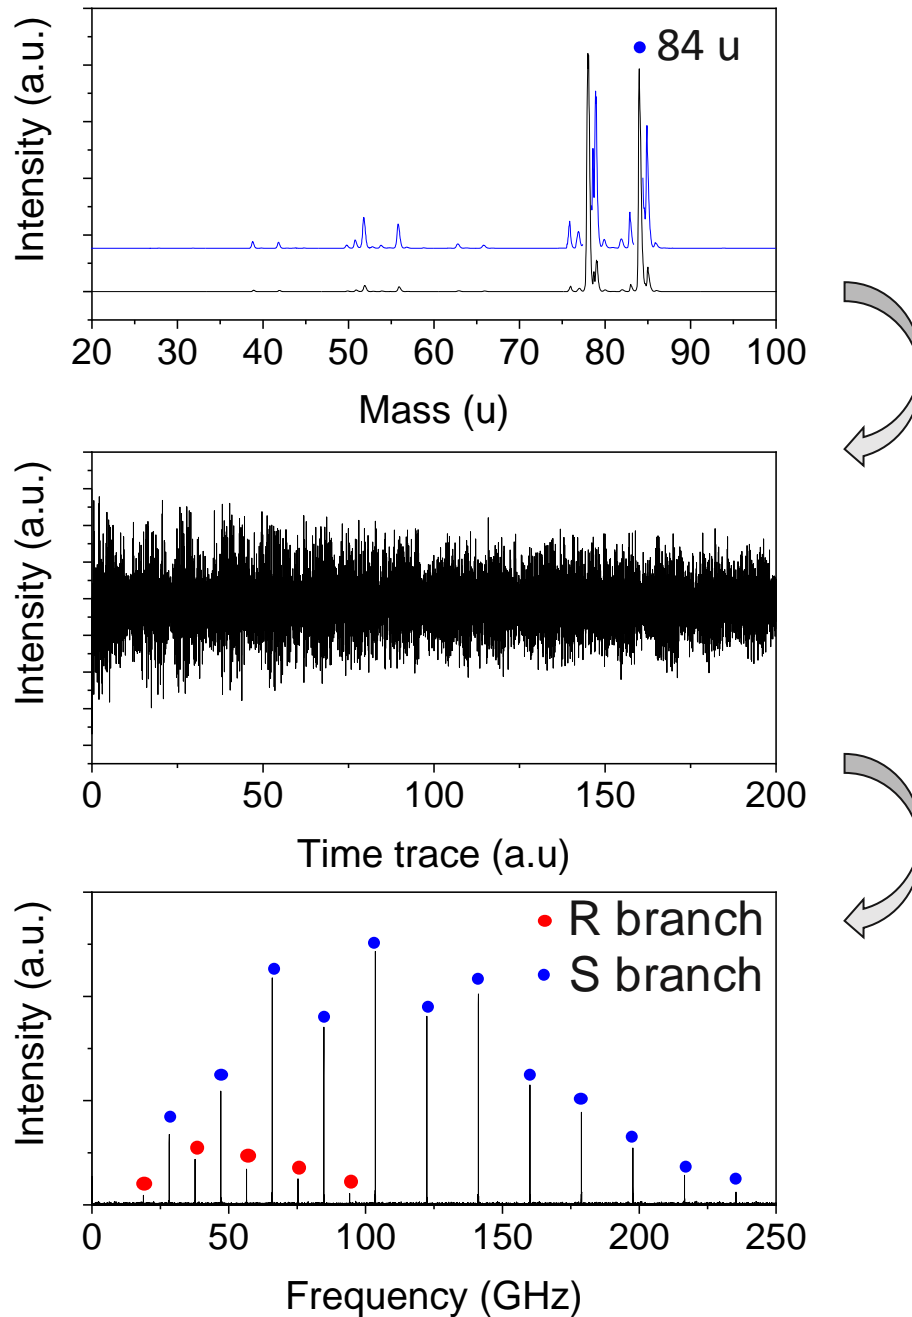 84 u
Intensity (a.u.)
20 30 40 50 60 70 80 90 100
Mass (u)
Intensity (a.u.)
0 50 100 150 200
Time trace (a.u)
R branch
S branch
Intensity (a.u.)
0 50 100 150 200 250
Frequency (GHz)